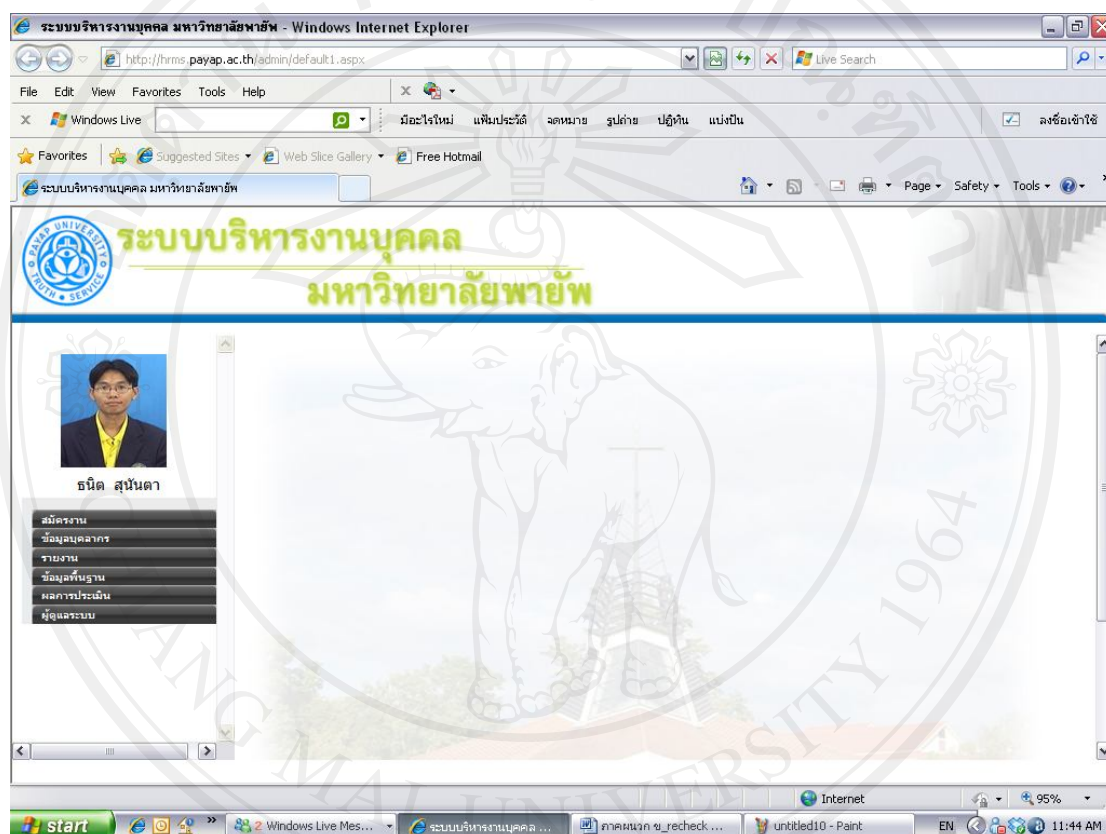 ระบบบริหารงานบุคคล มหาวิทยาลัยพายัพ - Windows Internet Explorer
http://hrms.payap.ac.th/admin/default1.aspx
Live Search
File Edit View Favorites Tools Help
Windows Live
มีอะไรใหม่ แฟ้มประวัติ จดหมาย รูปถ่าย ปฏิทิน แบ่งปัน
ลงชื่อเข้าใช้
Favorites Suggested Sites Web Slice Gallery Free Hotmail
ระบบบริหารงานบุคคล มหาวิทยาลัยพายัพ
Page Safety Tools
PAYAP UNIVERSITY
TRUTH • SERVICE
ระบบบริหารงานบุคคล
มหาวิทยาลัยพายัพ
ธนิต สุนันตา
สมัครงาน
ข้อมูลบุคลากร
รายงาน
ข้อมูลพื้นฐาน
ผลการประเมิน
ผู้ดูแลระบบ
CHIANG MAI UNIVERSITY 1964
Internet
95%
start
2 Windows Live Mes...
ระบบบริหารงานบุคคล ...
ภาคผนวก ข_recheck ...
untitled10 - Paint
EN
11:44 AM